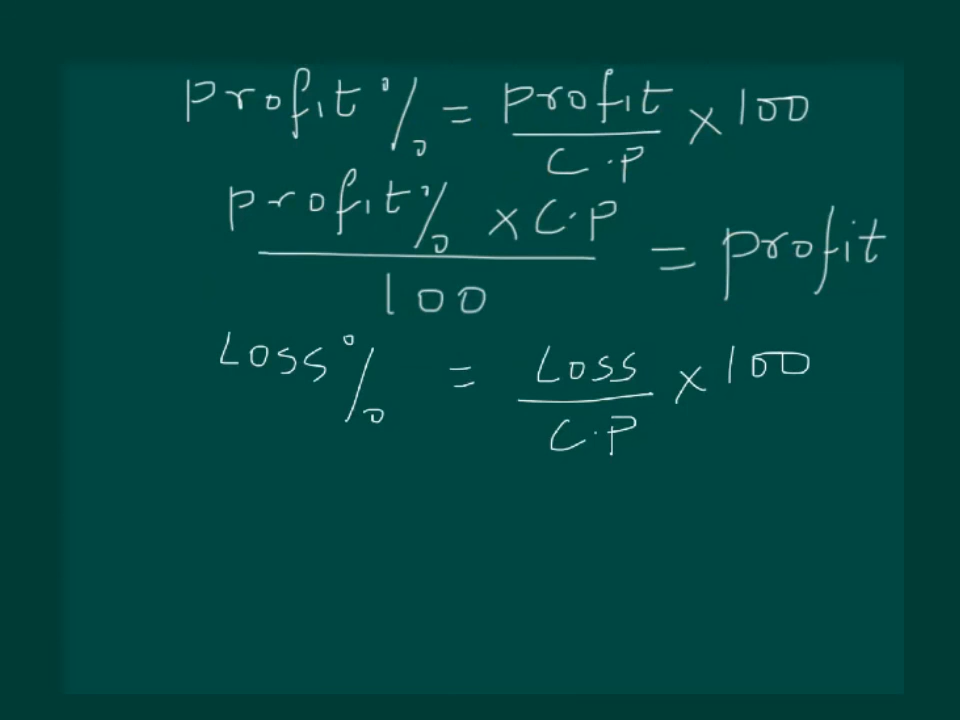 profit % = profit / C.P × 100
profit % × C.P / 100 = profit
Loss % = Loss / C.P × 100